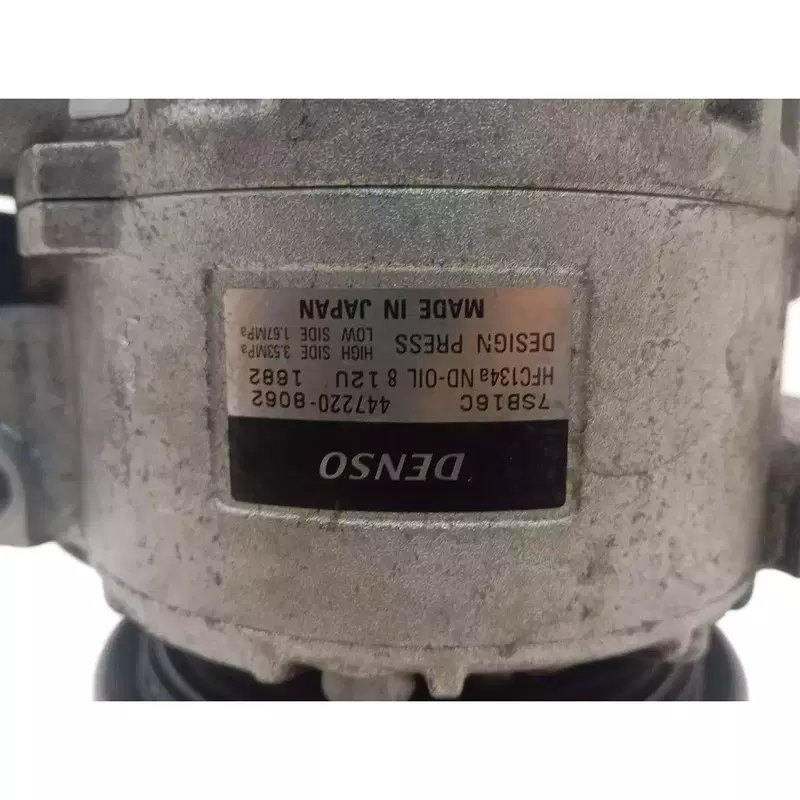 DENSO
7SB16C 447220-8062
HFC134a ND-OIL 8 12U 1682
DESIGN PRESS HIGH SIDE 3.53MPa
LOW SIDE 1.67MPa
MADE IN JAPAN